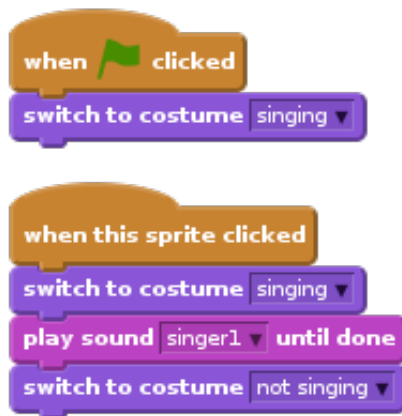 when clicked
switch to costume singing
when this sprite clicked
switch to costume singing
play sound singer1 until done
switch to costume not singing